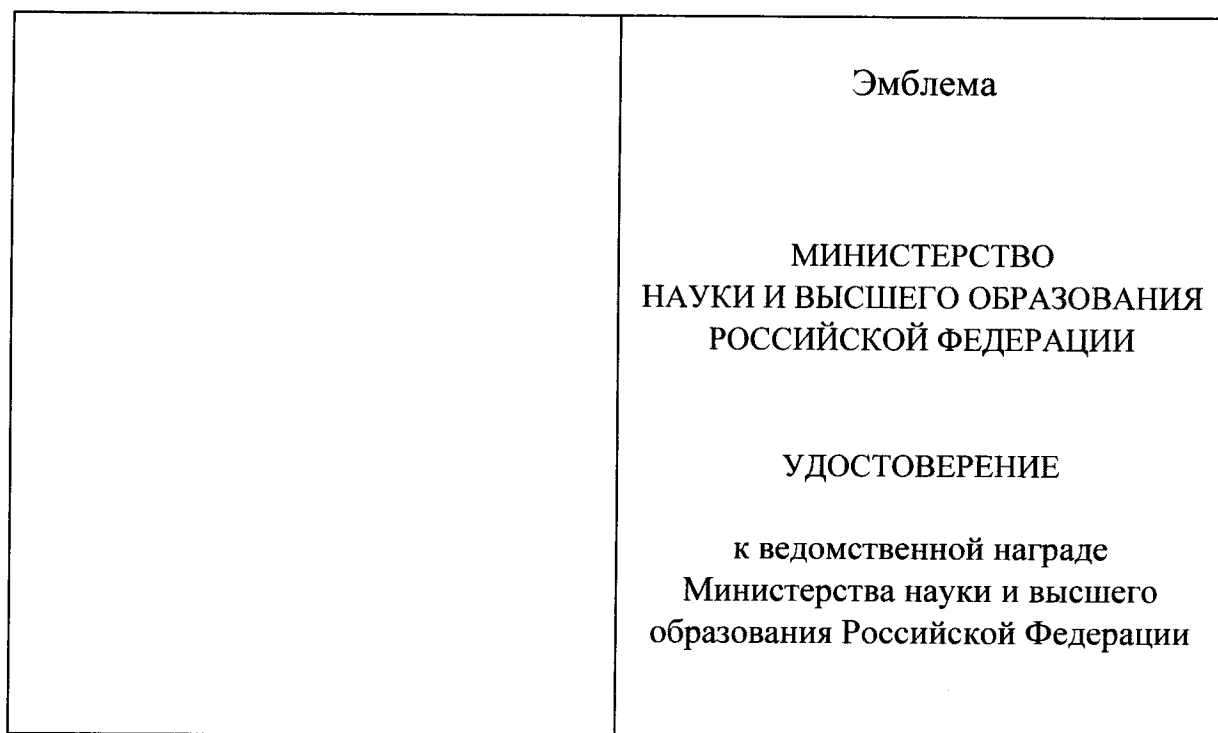 Эмблема
МИНИСТЕРСТВО
НАУКИ И ВЫСШЕГО ОБРАЗОВАНИЯ
РОССИЙСКОЙ ФЕДЕРАЦИИ
УДОСТОВЕРЕНИЕ
к ведомственной награде
Министерства науки и высшего
образования Российской Федерации